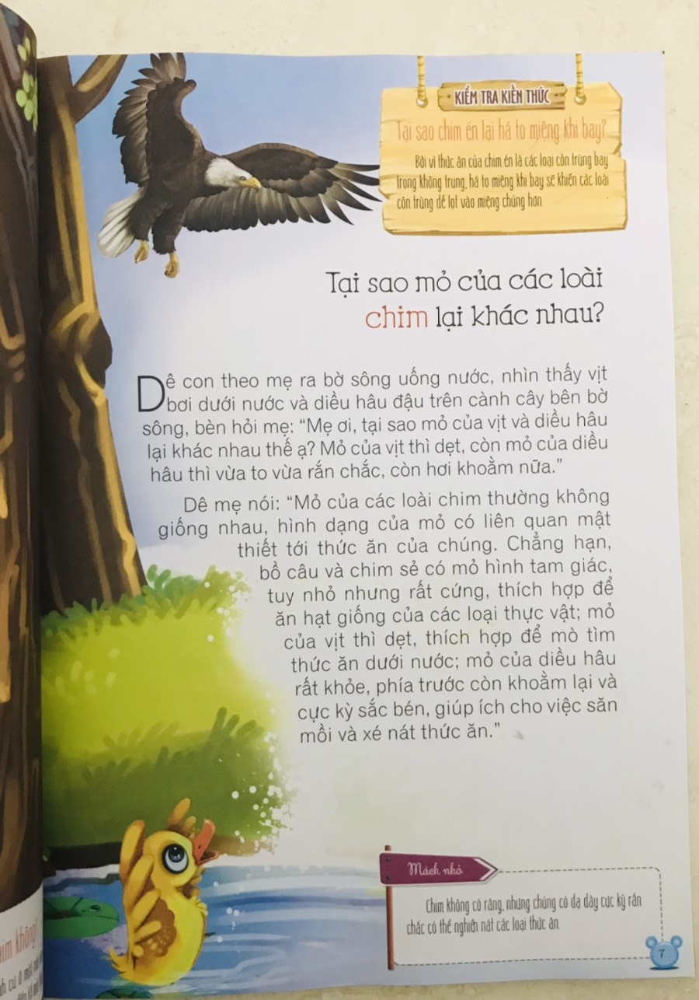 KIỂM TRA KIẾN THỨC
Tại sao chim én lại há to miệng khi bay?
Bởi vì thức ăn của chim én là các loại côn trùng bay
trong không trung, há to miệng khi bay sẽ khiến các loài
côn trùng dễ lọt vào miệng chúng hơn.
Tại sao mỏ của các loài
chim lại khác nhau?
Dê con theo mẹ ra bờ sông uống nước, nhìn thấy vịt
bơi dưới nước và diều hâu đậu trên cành cây bên bờ
sông, bèn hỏi mẹ: “Mẹ ơi, tại sao mỏ của vịt và diều hâu
lại khác nhau thế ạ? Mỏ của vịt thì dẹt, còn mỏ của diều
hâu thì vừa to vừa rắn chắc, còn hơi khoằm nữa.”
Dê mẹ nói: “Mỏ của các loài chim thường không
giống nhau, hình dạng của mỏ có liên quan mật
thiết tới thức ăn của chúng. Chẳng hạn,
bồ câu và chim sẻ có mỏ hình tam giác,
tuy nhỏ nhưng rất cứng, thích hợp để
ăn hạt giống của các loại thực vật; mỏ
của vịt thì dẹt, thích hợp để mò tìm
thức ăn dưới nước; mỏ của diều hâu
rất khỏe, phía trước còn khoằm lại và
cực kỳ sắc bén, giúp ích cho việc săn
mồi và xé nát thức ăn.”
Mách nhỏ
Chim không có răng, nhưng chúng có dạ dày cực kỳ rắn
chắc có thể nghiền nát các loại thức ăn.
7
không